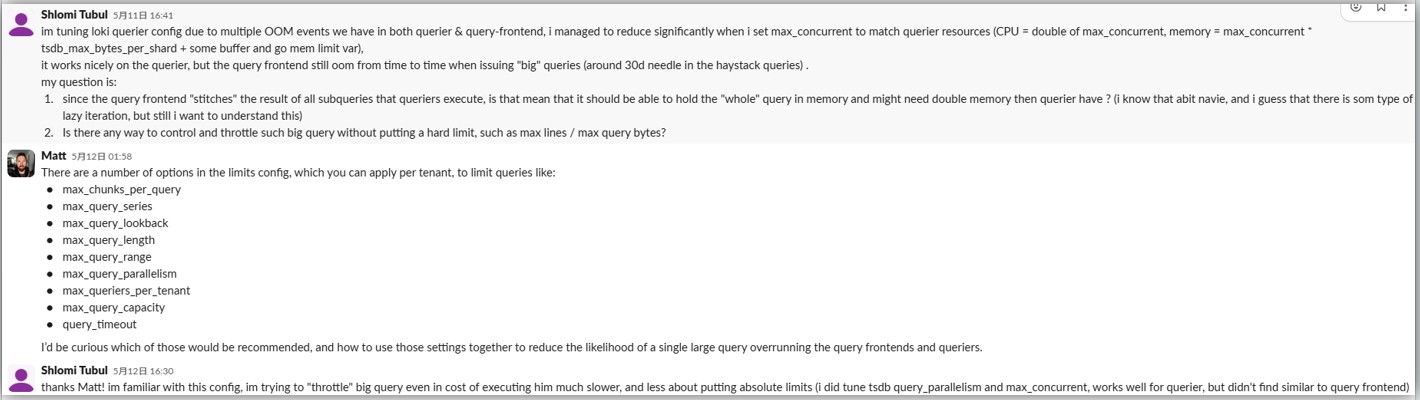 Shlomi Tubul 5月11日 16:41
im tuning loki querier config due to multiple OOM events we have in both querier & query-frontend, i managed to reduce significantly when i set max_concurrent to match querier resources (CPU = double of max_concurrent, memory = max_concurrent *
tsdb_max_bytes_per_shard + some buffer and go mem limit var),
it works nicely on the querier, but the query frontend still oom from time to time when issuing "big" queries (around 30d needle in the haystack queries) .
my question is:
1. since the query frontend "stitches" the result of all subqueries that queriers execute, is that mean that it should be able to hold the "whole" query in memory and might need double memory then querier have ? (i know that abit navie, and i guess that there is som type of
lazy iteration, but still i want to understand this)
2. Is there any way to control and throttle such big query without putting a hard limit, such as max lines / max query bytes?
Matt 5月12日 01:58
There are a number of options in the limits config, which you can apply per tenant, to limit queries like:
• max_chunks_per_query
• max_query_series
• max_query_lookback
• max_query_length
• max_query_range
• max_query_parallelism
• max_queriers_per_tenant
• max_query_capacity
• query_timeout
I'd be curious which of those would be recommended, and how to use those settings together to reduce the likelihood of a single large query overrunning the query frontends and queriers.
Shlomi Tubul 5月12日 16:30
thanks Matt! im familiar with this config, im trying to "throttle" big query even in cost of executing him much slower, and less about putting absolute limits (i did tune tsdb query_parallelism and max_concurrent, works well for querier, but didn't find similar to query frontend)